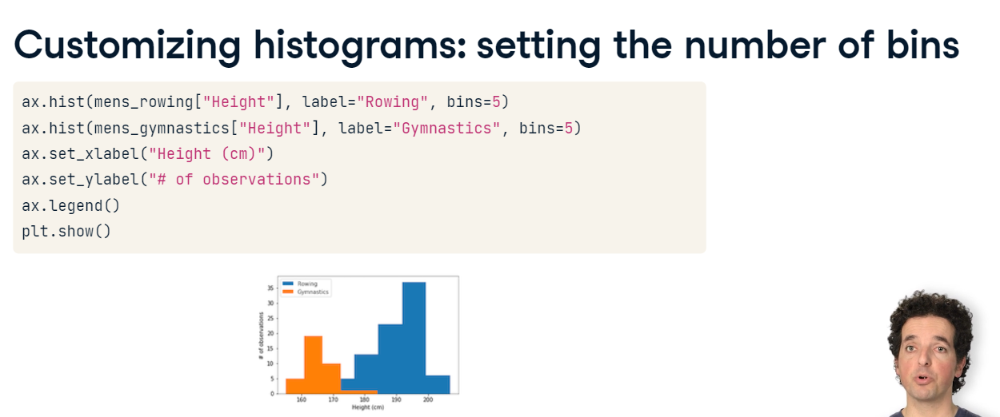 Customizing histograms: setting the number of bins
ax.hist(mens_rowing["Height"], label="Rowing", bins=5)
ax.hist(mens_gymnastics["Height"], label="Gymnastics", bins=5)
ax.set_xlabel("Height (cm)")
ax.set_ylabel("# of observations")
ax.legend()
plt.show()
Rowing
Gymnastics
# of observations
35
30
25
20
15
10
5
0
160 170 180 190 200
Height (cm)